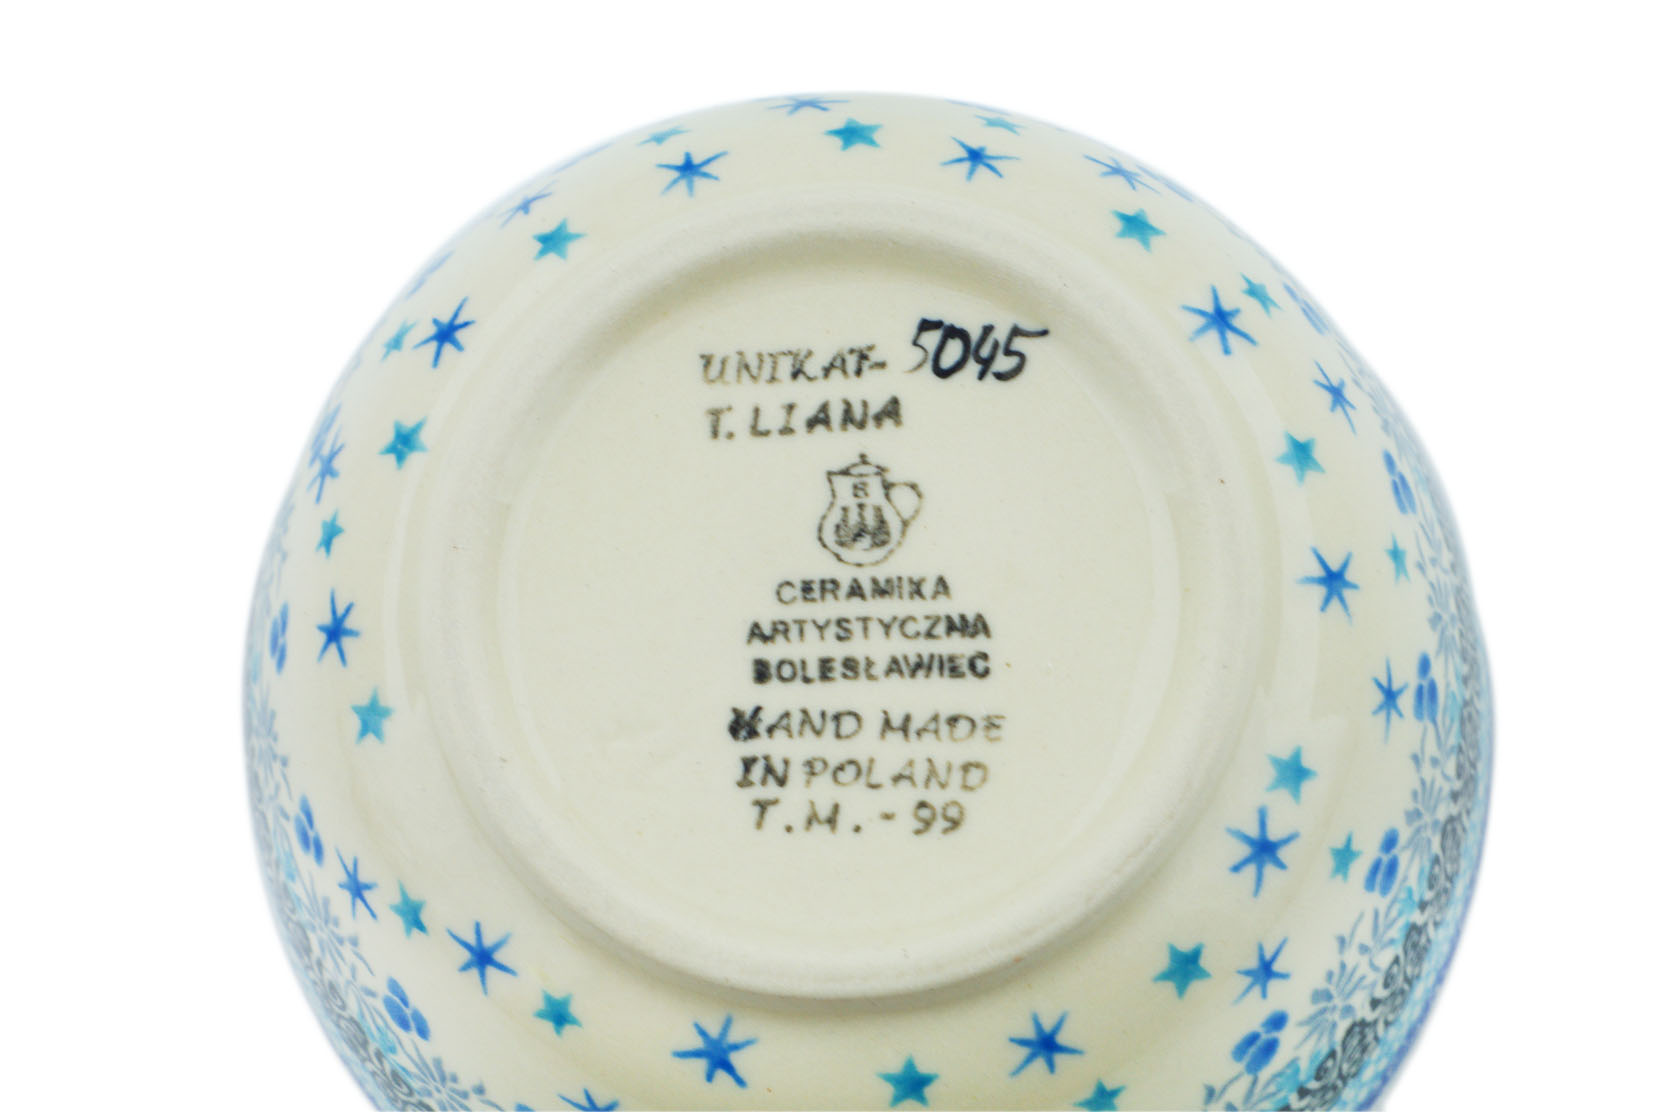 UNIKAT- 5045
T. LIANA
B
CERAMIKA
ARTYSTYCZNA
BOLESŁAWIEC
HAND MADE
IN POLAND
T.M.-99